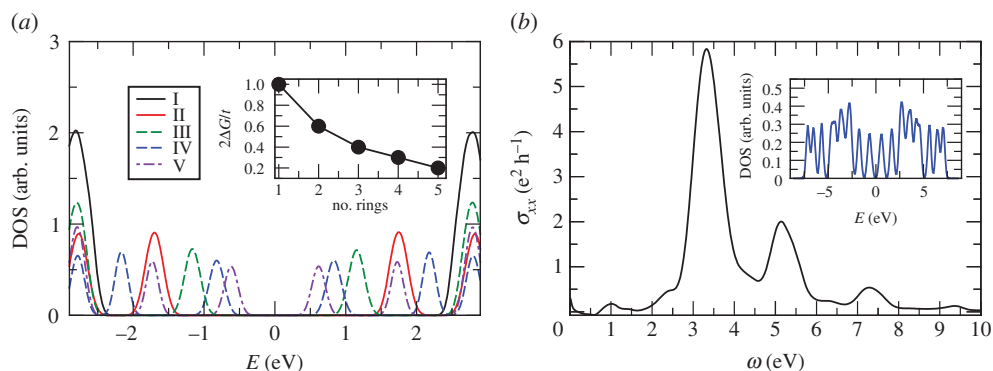 (a)
3
2
1
0
DOS (arb. units)
−2 −1 0 1 2
E (eV)
I
II
III
IV
V
1.0
0.8
0.6
0.4
0.2
2ΔG/t
1 2 3 4 5
no. rings
(b)
6
5
4
3
2
1
0
σxx (e² h⁻¹)
0 1 2 3 4 5 6 7 8 9 10
ω (eV)
0.5
0.4
0.3
0.2
0.1
0
DOS (arb. units)
−5 0 5
E (eV)